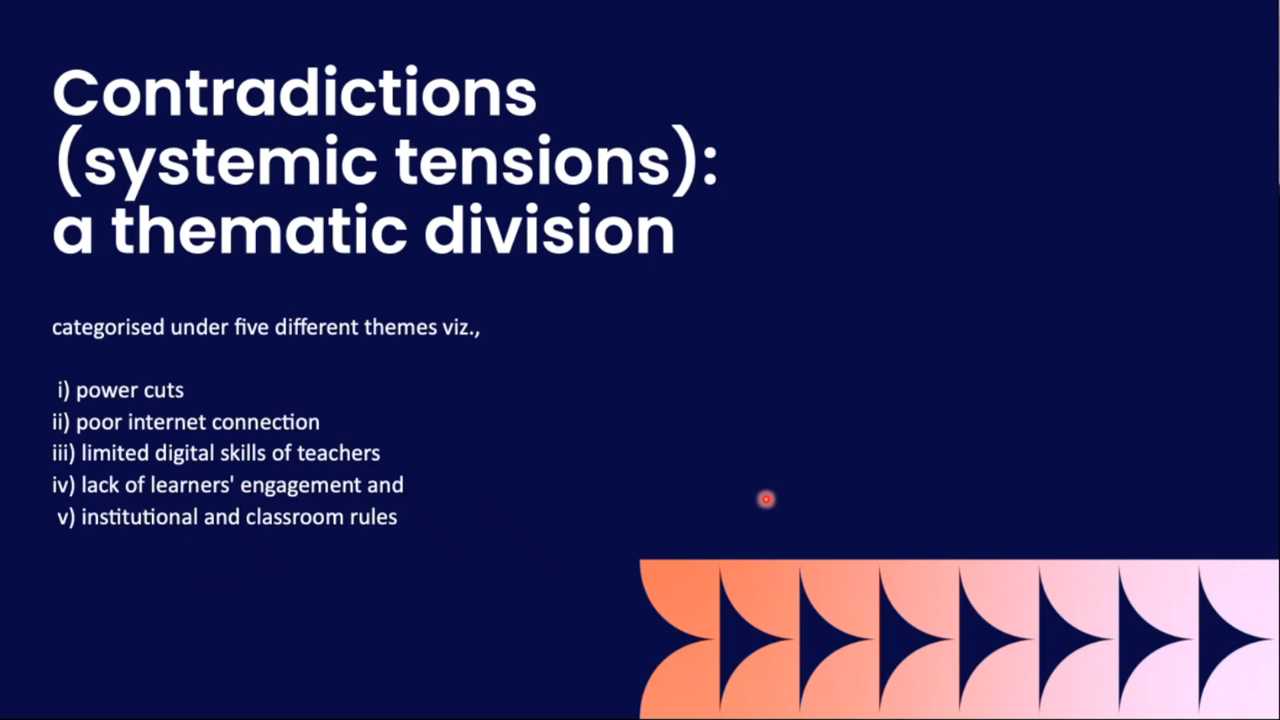 Contradictions
(systemic tensions):
a thematic division
categorised under five different themes viz.,
i) power cuts
ii) poor internet connection
iii) limited digital skills of teachers
iv) lack of learners' engagement and
v) institutional and classroom rules